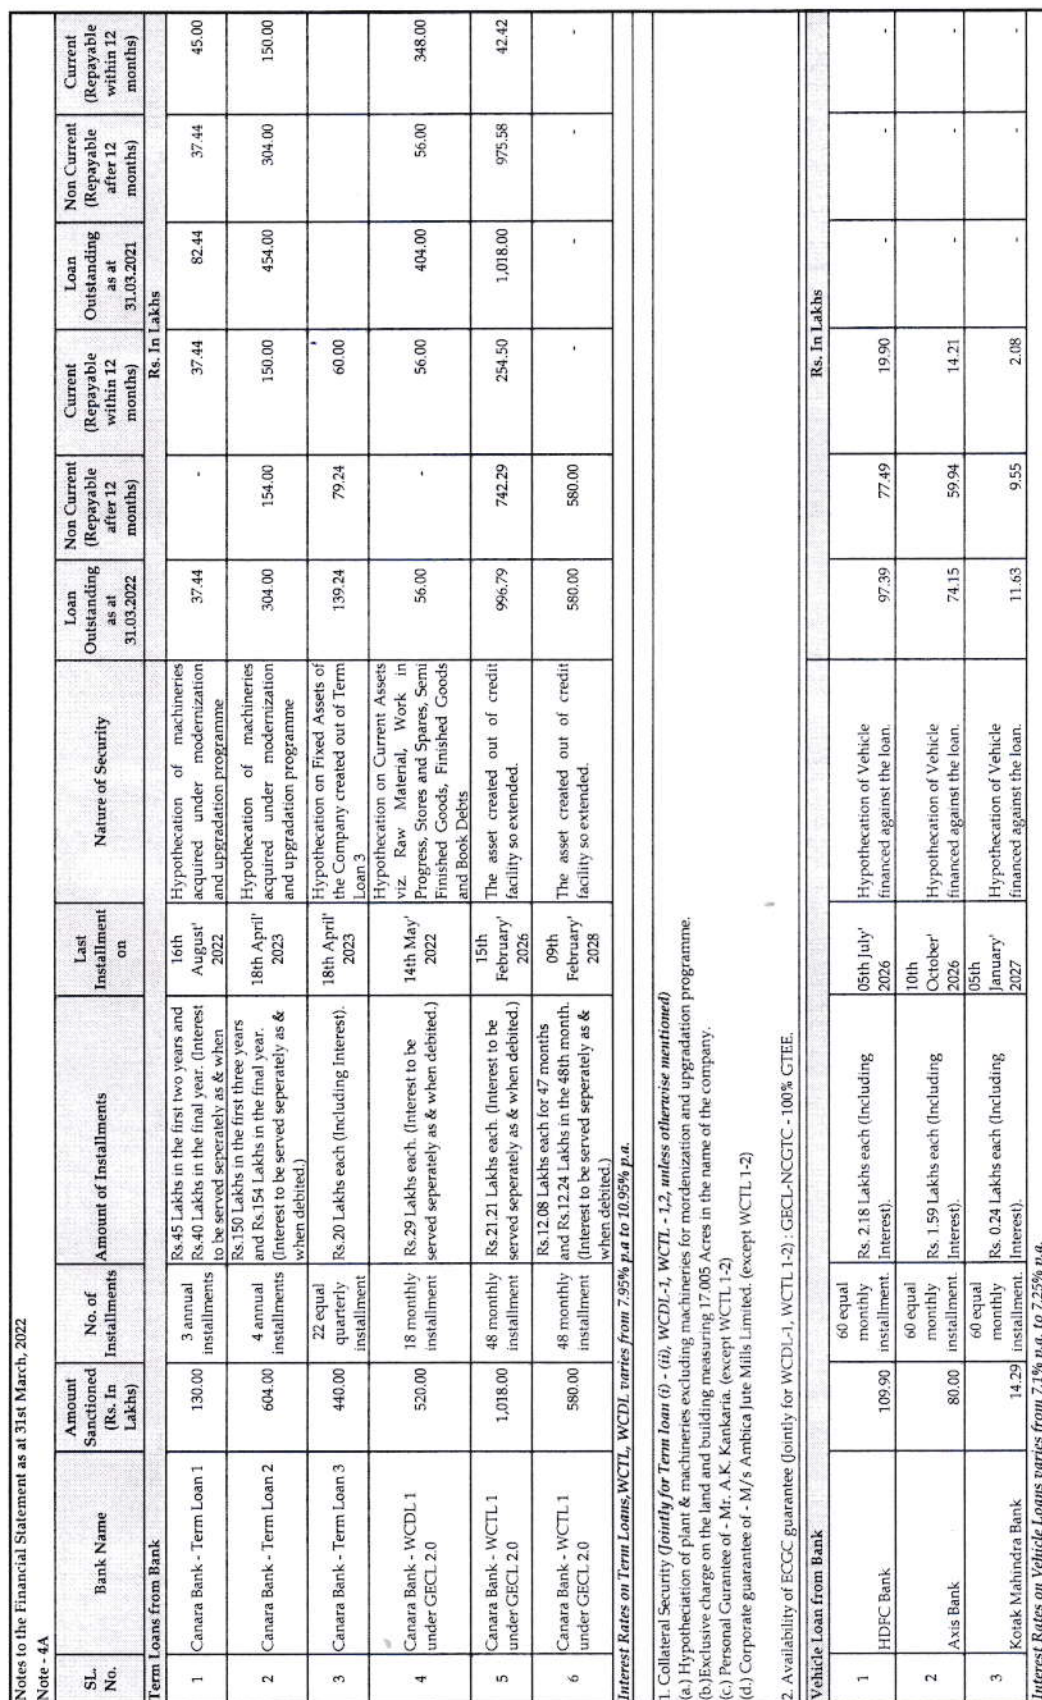 Notes to the Financial Statement as at 31st March, 2022
Note - 4A
SL. No. | Bank Name | Amount Sanctioned (Rs. In Lakhs) | No. of Installments | Amount of Installments | Last Installment on | Nature of Security | Loan Outstanding as at 31.03.2022 | Non Current (Repayable after 12 months) | Current (Repayable within 12 months) | Loan Outstanding as at 31.03.2021 | Non Current (Repayable after 12 months) | Current (Repayable within 12 months)
Term Loans from Bank | Rs. In Lakhs
1 | Canara Bank - Term Loan 1 | 130.00 | 3 annual installments | Rs.45 Lakhs in the first two years and Rs.40 Lakhs in the final year. (Interest to be served seperately as & when debited.) | 16th August' 2022 | Hypothecation of machineries acquired under modernization and upgradation programme | 37.44 | - | 37.44 | 82.44 | 37.44 | 45.00
2 | Canara Bank - Term Loan 2 | 604.00 | 4 annual installments | Rs.150 Lakhs in the first three years and Rs.154 Lakhs in the final year. (Interest to be served seperately as & when debited.) | 18th April' 2023 | Hypothecation of machineries acquired under modernization and upgradation programme | 304.00 | 154.00 | 150.00 | 454.00 | 304.00 | 150.00
3 | Canara Bank - Term Loan 3 | 440.00 | 22 equal quarterly installment | Rs.20 Lakhs each (Including Interest). | 18th April' 2023 | Hypothecation on Fixed Assets of the Company created out of Term Loan 3 | 139.24 | 79.24 | 60.00
4 | Canara Bank - WCDL 1 under GECL 2.0 | 520.00 | 18 monthly installment | Rs.29 Lakhs each. (Interest to be served seperately as & when debited.) | 14th May' 2022 | Hypothecation on Current Assets viz. Raw Material, Work in Progress, Stores and Spares, Semi Finished Goods, Finished Goods and Book Debts | 56.00 | - | 56.00 | 404.00 | 56.00 | 348.00
5 | Canara Bank - WCTL 1 under GECL 2.0 | 1,018.00 | 48 monthly installment | Rs.21.21 Lakhs each. (Interest to be served seperately as & when debited.) | 15th February' 2026 | The asset created out of credit facility so extended. | 996.79 | 742.29 | 254.50 | 1,018.00 | 975.58 | 42.42
6 | Canara Bank - WCTL 1 under GECL 2.0 | 580.00 | 48 monthly installment | Rs.12.08 Lakhs each for 47 months and Rs.12.24 Lakhs in the 48th month. (Interest to be served seperately as & when debited.) | 09th February' 2028 | The asset created out of credit facility so extended. | 580.00 | 580.00 | - | - | - | -
Interest Rates on Term Loans,WCTL, WCDL varies from 7.95% p.a to 10.95% p.a.
1. Collateral Security (Jointly for Term loan (i) - (ii), WCDL-1, WCTL - 1,2, unless otherwise mentioned)
(a.) Hypotheciation of plant & machineries excluding machineries for mordenization and upgradation programme.
(b.)Exclusive charge on the land and building measuring 17.005 Acres in the name of the company.
(c.) Personal Gurantee of - Mr. A.K. Kankaria. (except WCTL 1-2)
(d.) Corporate guarantee of - M/s Ambica Jute Mills Limited. (except WCTL 1-2)
2. Availability of ECGC guarantee (Jointly for WCDL-1, WCTL 1-2) : GECL-NCGTC - 100% GTEE.
Vehicle Loan from Bank | Rs. In Lakhs
1 | HDFC Bank | 109.90 | 60 equal monthly installment. | Rs. 2.18 Lakhs each (Including Interest). | 05th July' 2026 | Hypothecation of Vehicle financed against the loan. | 97.39 | 77.49 | 19.90 | - | - | -
2 | Axis Bank | 80.00 | 60 equal monthly installment. | Rs. 1.59 Lakhs each (Including Interest). | 10th October' 2026 | Hypothecation of Vehicle financed against the loan. | 74.15 | 59.94 | 14.21 | - | - | -
3 | Kotak Mahindra Bank | 14.29 | 60 equal monthly installment. | Rs. 0.24 Lakhs each (Including Interest). | 05th January' 2027 | Hypothecation of Vehicle financed against the loan. | 11.63 | 9.55 | 2.08 | - | - | -
Interest Rates on Vehicle Loans varies from 7.1% p.a. to 7.25% p.a.